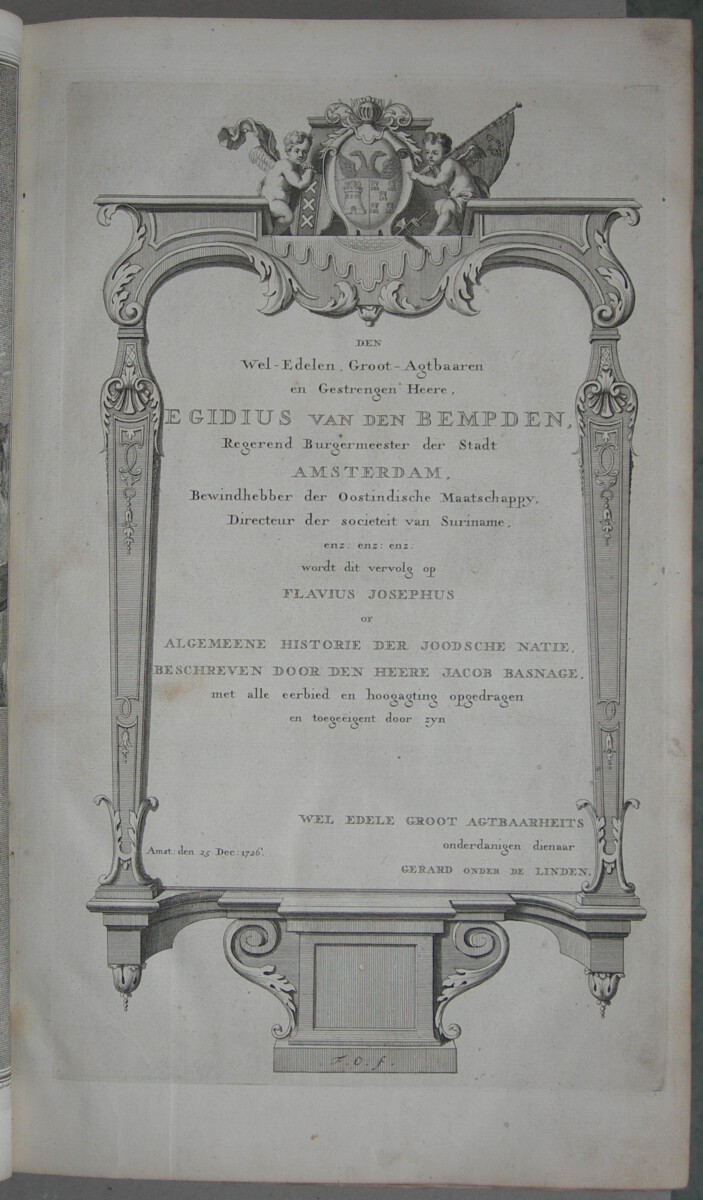 DEN
Wel-Edelen, Groot-Agtbaaren
en Gestrengen Heere,
EGIDIUS VAN DEN BEMPDEN,
Regerend Burgermeester der Stadt
AMSTERDAM,
Bewindhebber der Oostindische Maatschappy,
Directeur der societeit van Suriname,
enz: enz: enz:
wordt dit vervolg op
FLAVIUS JOSEPHUS
OF
ALGEMEENE HISTORIE DER JOODSCHE NATIE,
BESCHREVEN DOOR DEN HEERE JACOB BASNAGE,
met alle eerbied en hoogagting opgedragen
en toegeeigent door zyn
WEL EDELE GROOT AGTBAARHEITS
onderdanigen dienaar
Amst: den 25 Dec: 1726.
GERARD ONDER DE LINDEN.
F. O. f.